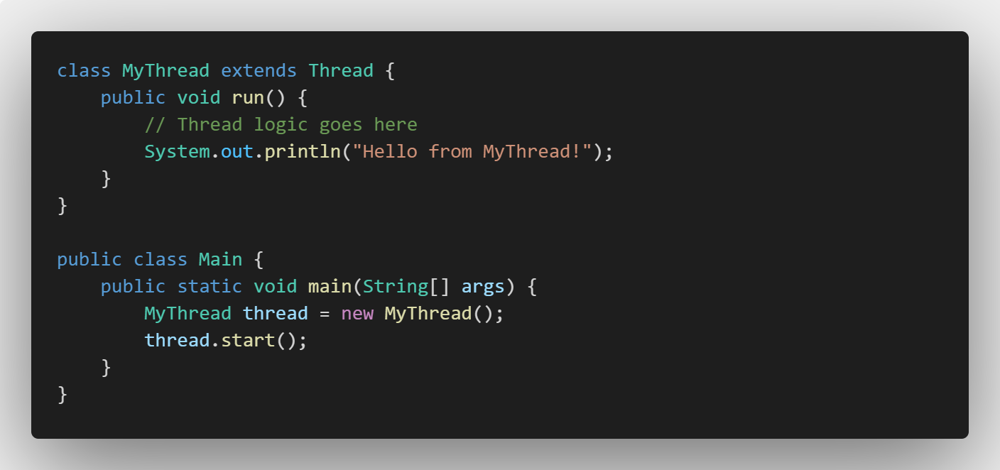 class MyThread extends Thread {
    public void run() {
        // Thread logic goes here
        System.out.println("Hello from MyThread!");
    }
}

public class Main {
    public static void main(String[] args) {
        MyThread thread = new MyThread();
        thread.start();
    }
}